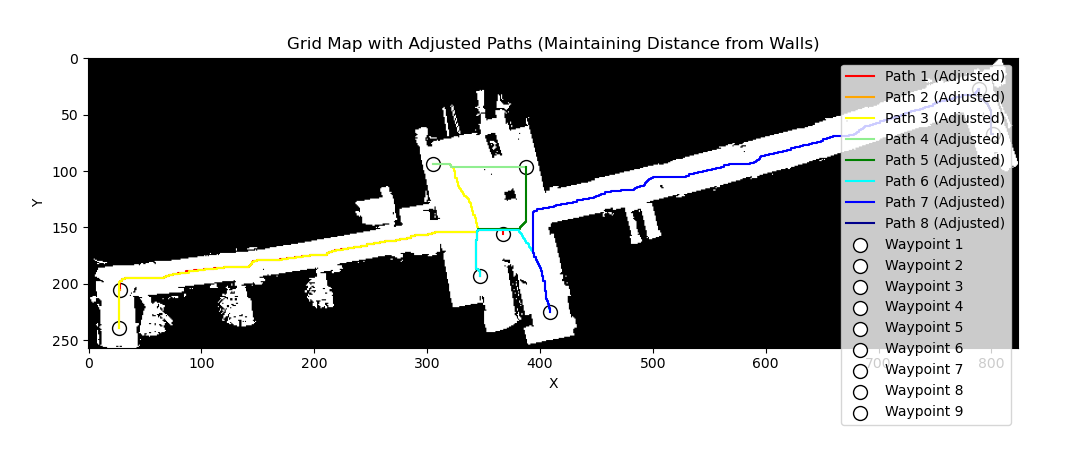 Grid Map with Adjusted Paths (Maintaining Distance from Walls)
0
50
100
150
200
250
Y
0
100
200
300
400
500
600
700
800
X
Path 1 (Adjusted)
Path 2 (Adjusted)
Path 3 (Adjusted)
Path 4 (Adjusted)
Path 5 (Adjusted)
Path 6 (Adjusted)
Path 7 (Adjusted)
Path 8 (Adjusted)
Waypoint 1
Waypoint 2
Waypoint 3
Waypoint 4
Waypoint 5
Waypoint 6
Waypoint 7
Waypoint 8
Waypoint 9